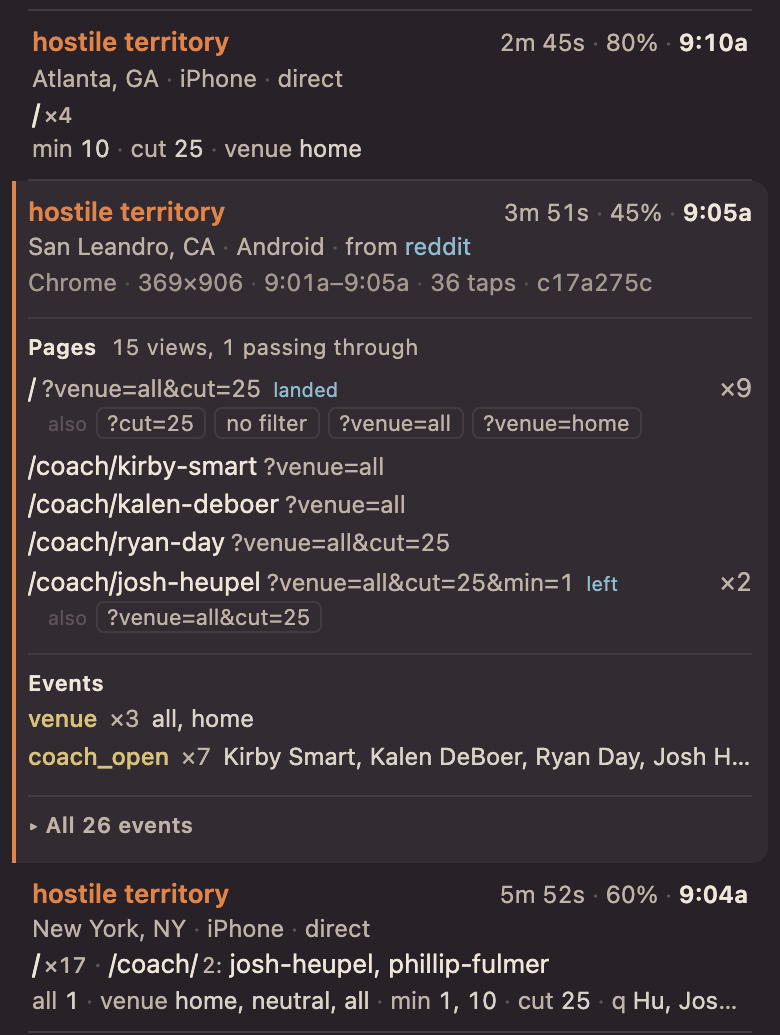 hostile territory 2m 45s · 80% · 9:10a
Atlanta, GA · iPhone · direct
/ ×4
min 10 · cut 25 · venue home
hostile territory 3m 51s · 45% · 9:05a
San Leandro, CA · Android · from reddit
Chrome · 369×906 · 9:01a–9:05a · 36 taps · c17a275c
Pages 15 views, 1 passing through
/ ?venue=all&cut=25 landed ×9
also ?cut=25 no filter ?venue=all ?venue=home
/coach/kirby-smart ?venue=all
/coach/kalen-deboer ?venue=all
/coach/ryan-day ?venue=all&cut=25
/coach/josh-heupel ?venue=all&cut=25&min=1 left ×2
also ?venue=all&cut=25
Events
venue ×3 all, home
coach_open ×7 Kirby Smart, Kalen DeBoer, Ryan Day, Josh H...
▸ All 26 events
hostile territory 5m 52s · 60% · 9:04a
New York, NY · iPhone · direct
/ ×17 · /coach/ 2: josh-heupel, phillip-fulmer
all 1 · venue home, neutral, all · min 1, 10 · cut 25 · q Hu, Jos...